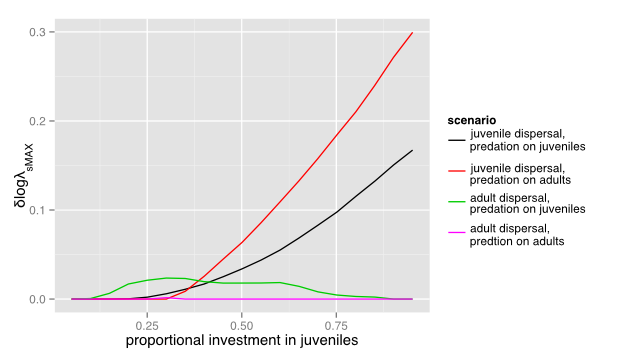 0.3
0.2
0.1
0.0
δlogλsMAX
0.25
0.50
0.75
proportional investment in juveniles
scenario
juvenile dispersal,
predation on juveniles
juvenile dispersal,
predation on adults
adult dispersal,
predation on juveniles
adult dispersal,
predtion on adults